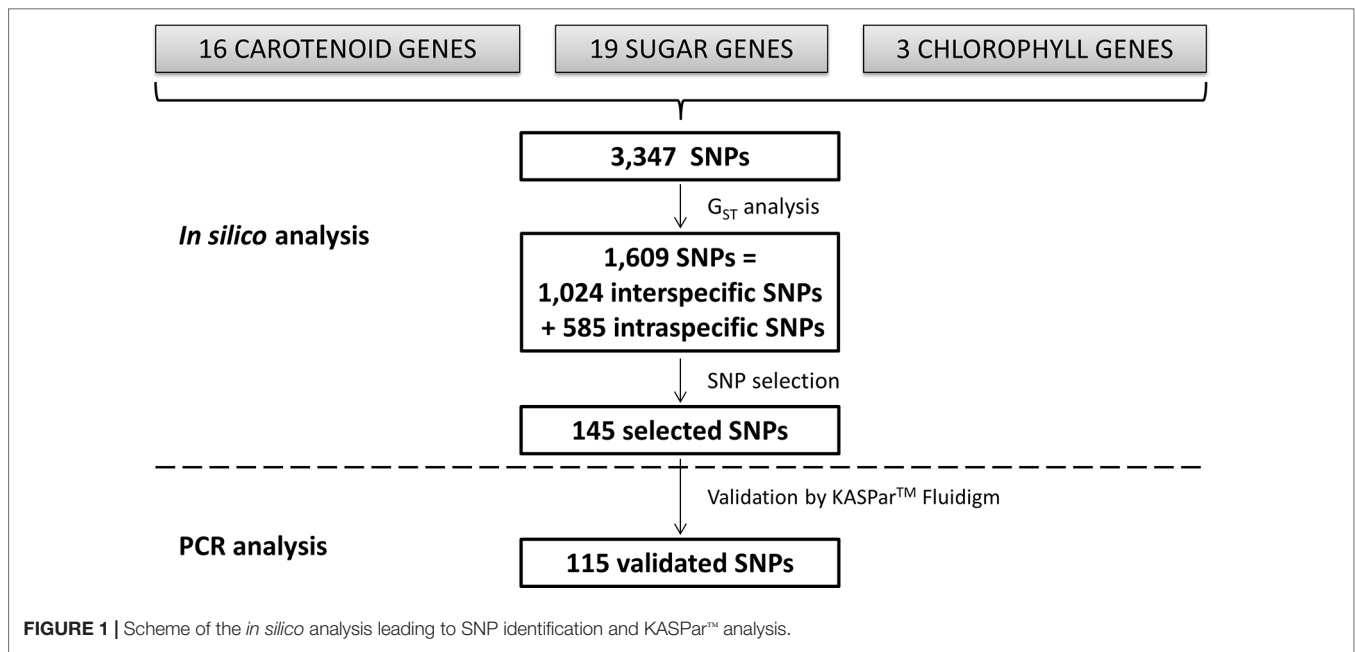 16 CAROTENOID GENES
19 SUGAR GENES
3 CHLOROPHYLL GENES
3,347 SNPs
G_ST analysis
In silico analysis
1,609 SNPs =
1,024 interspecific SNPs
+ 585 intraspecific SNPs
SNP selection
145 selected SNPs
Validation by KASPar™ Fluidigm
PCR analysis
115 validated SNPs
FIGURE 1 | Scheme of the in silico analysis leading to SNP identification and KASPar™ analysis.